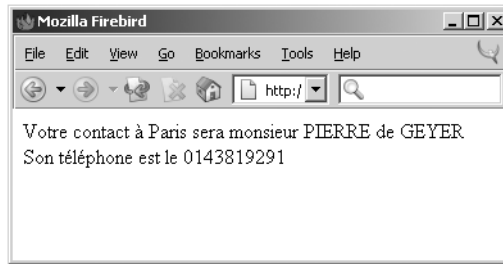 Mozilla Firebird
File Edit View Go Bookmarks Tools Help
http:/
Votre contact à Paris sera monsieur PIERRE de GEYER
Son téléphone est le 0143819291